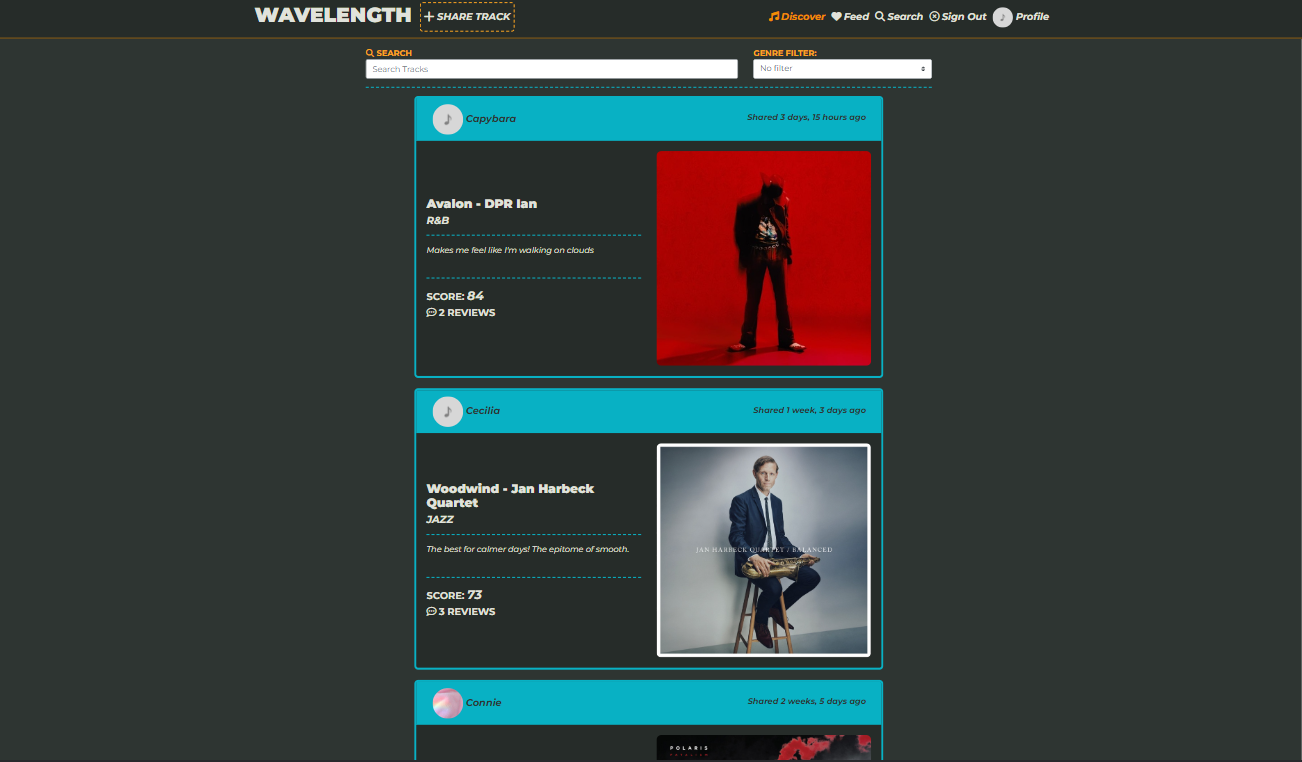 WAVELENGTH
SHARE TRACK
Discover
Feed
Search
Sign Out
Profile
SEARCH
GENRE FILTER:
Search Tracks
No filter
Capybara
Shared 3 days, 15 hours ago
Avalon - DPR Ian
R&B
Makes me feel like I'm walking on clouds
SCORE: 84
2 REVIEWS
Cecilia
Shared 1 week, 3 days ago
Woodwind - Jan Harbeck
Quartet
JAZZ
The best for calmer days! The epitome of smooth.
SCORE: 73
3 REVIEWS
JAN HARBECK QUARTET / BALANCED
Connie
Shared 2 weeks, 5 days ago
POLARIS